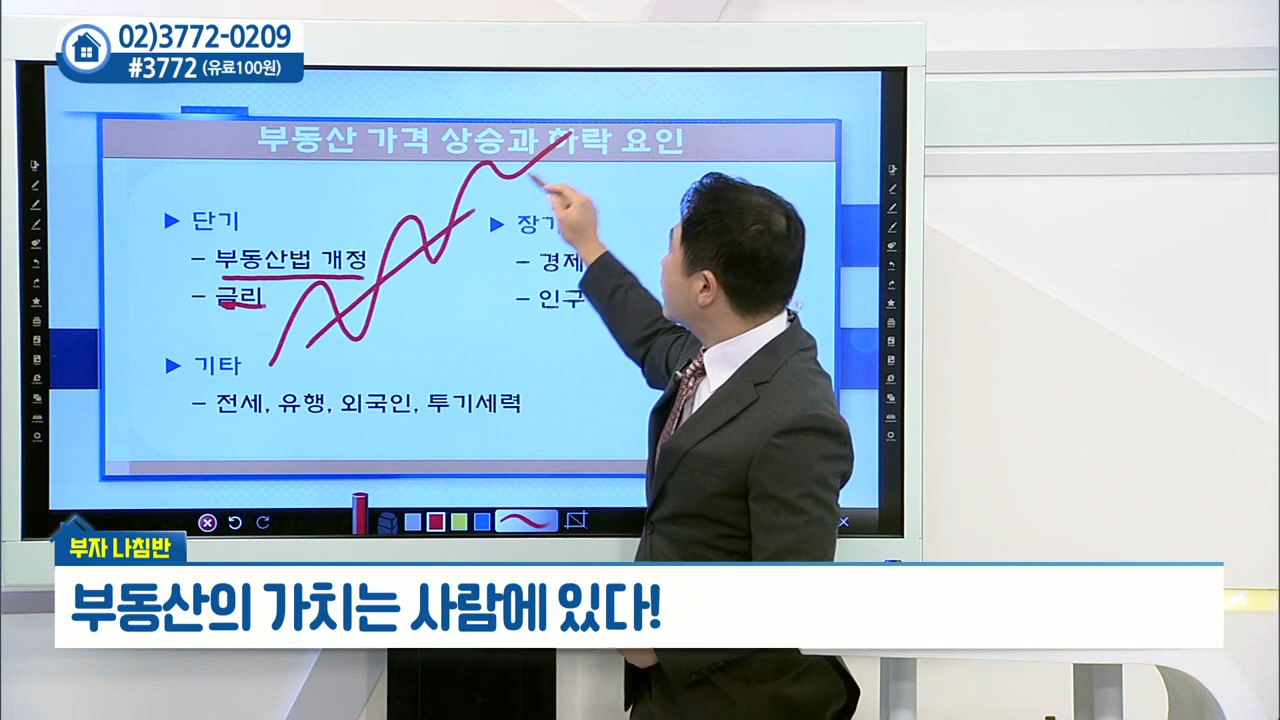 02)3772-0209
#3772 (유료100원)
부동산 가격 상승과 하락 요인
▶ 단기
– 부동산법 개정
– 금리
▶ 장기
– 경제
– 인구
▶ 기타
– 전세, 유행, 외국인, 투기세력
부자 나침반
부동산의 가치는 사람에 있다!